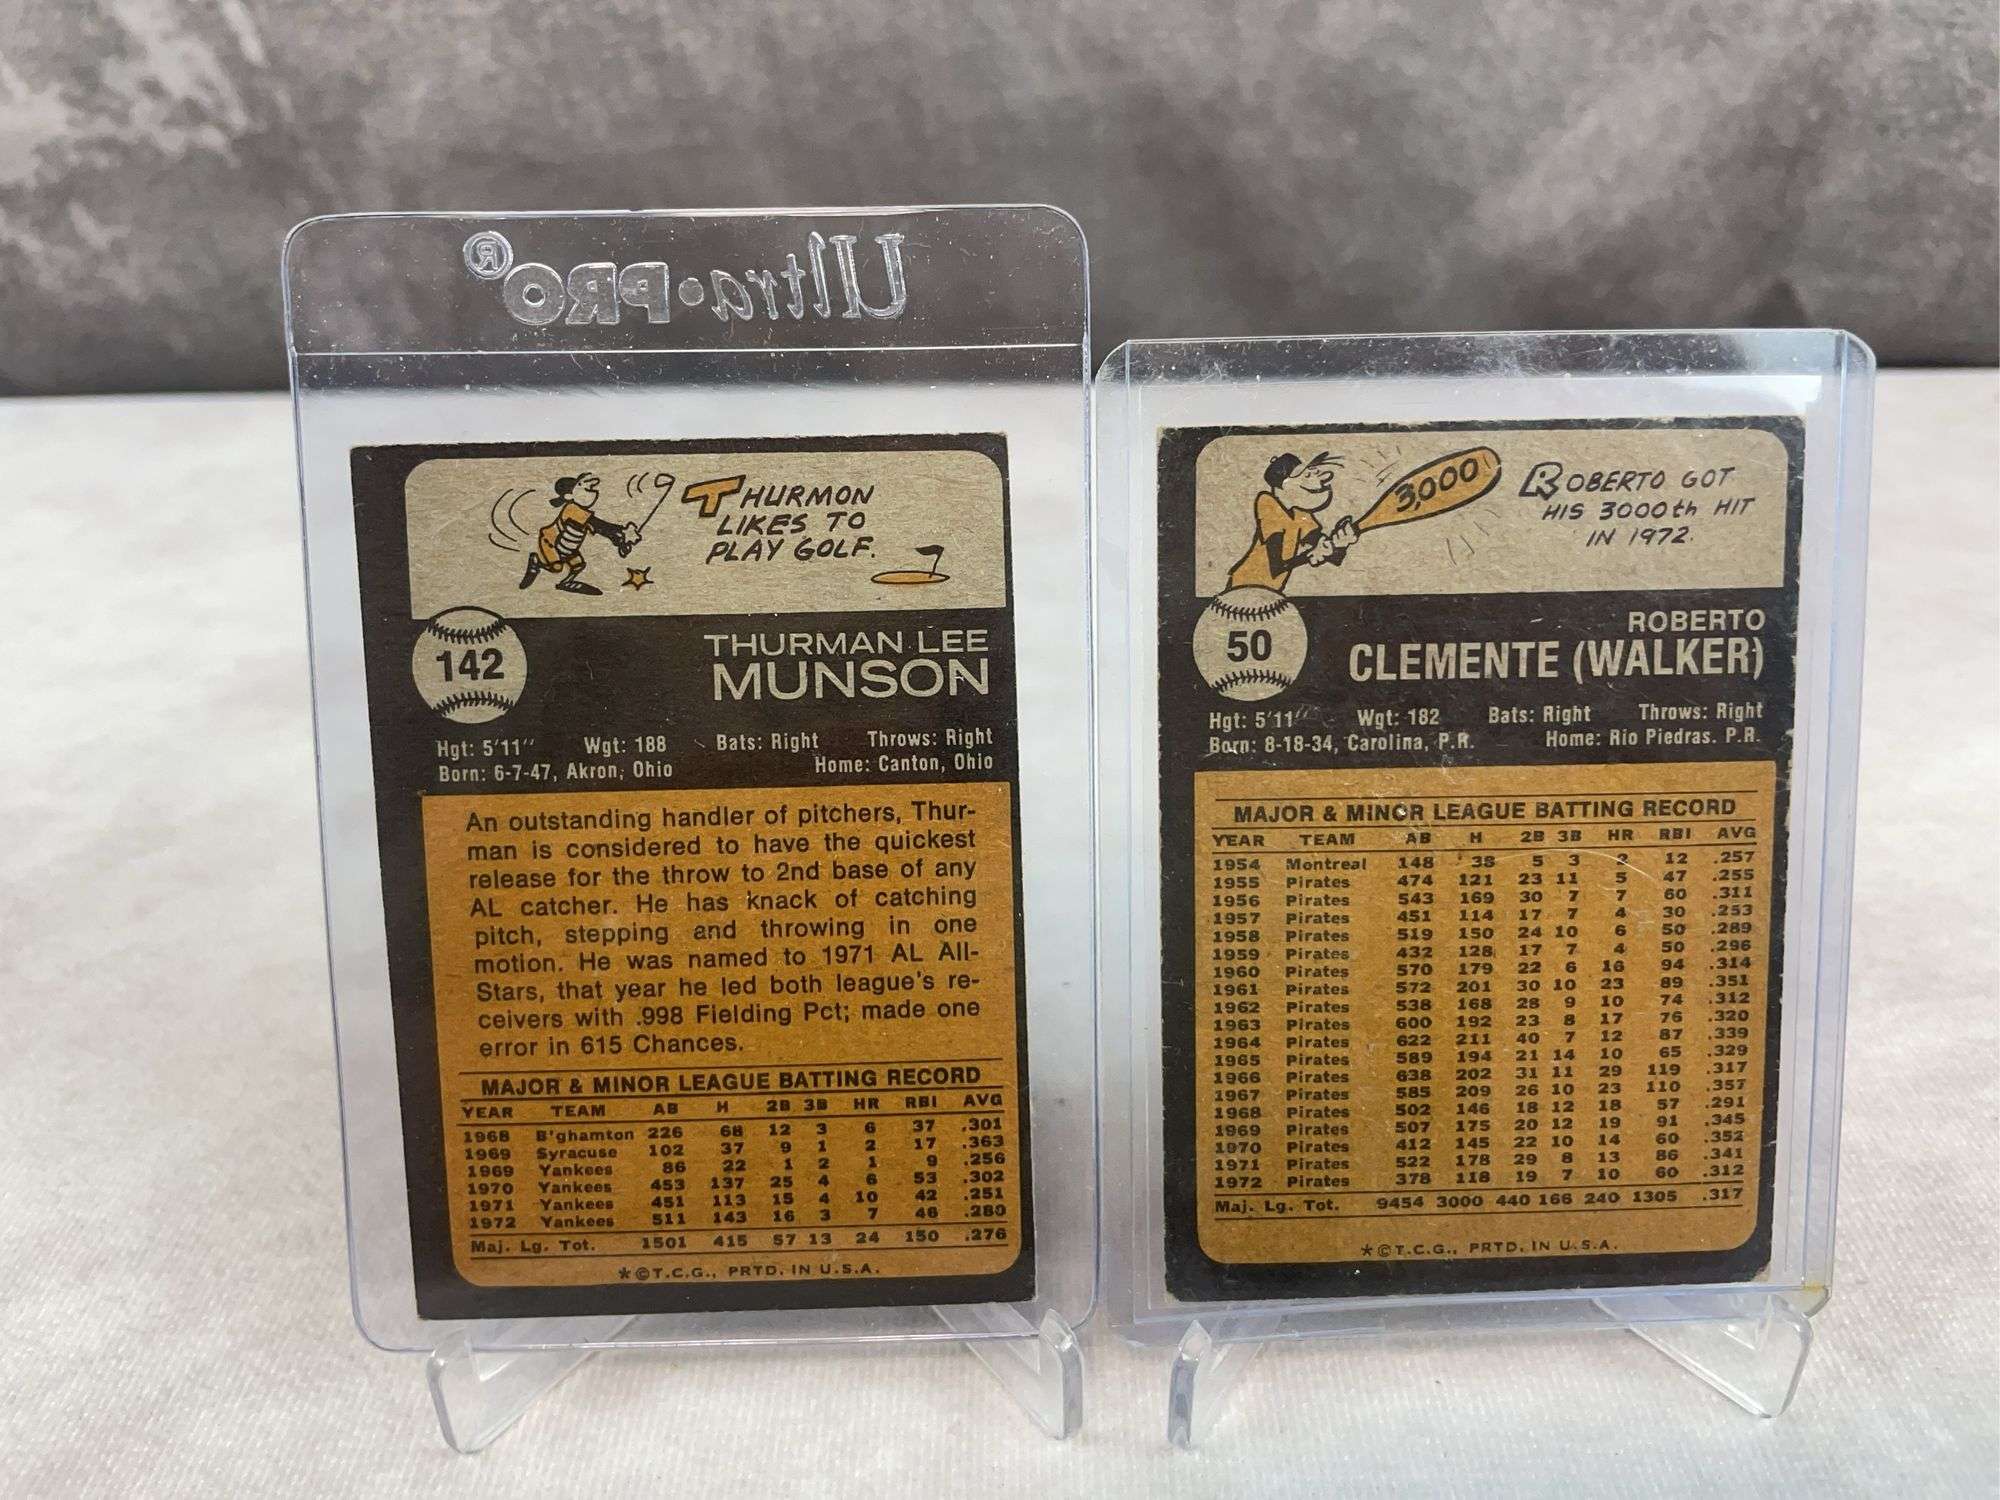 Ultra•PRO®
THURMON
LIKES TO
PLAY GOLF.
142
THURMAN LEE
MUNSON
Hgt: 5'11" Wgt: 188 Bats: Right Throws: Right
Born: 6-7-47, Akron, Ohio Home: Canton, Ohio
An outstanding handler of pitchers, Thur-
man is considered to have the quickest
release for the throw to 2nd base of any
AL catcher. He has knack of catching
pitch, stepping and throwing in one
motion. He was named to 1971 AL All-
Stars, that year he led both league's re-
ceivers with .998 Fielding Pct; made one
error in 615 Chances.
MAJOR & MINOR LEAGUE BATTING RECORD
YEAR TEAM AB H 2B 3B HR RBI AVG
1968 B'ghamton 226 68 12 3 6 37 .301
1969 Syracuse 102 37 9 1 2 17 .363
1969 Yankees 86 22 1 2 1 9 .256
1970 Yankees 453 137 25 4 6 53 .302
1971 Yankees 451 113 15 4 10 42 .251
1972 Yankees 511 143 16 3 7 46 .280
Maj. Lg. Tot. 1501 415 57 13 24 150 .276
*©T.C.G., PRTD. IN U.S.A.
3,000
ROBERTO GOT
HIS 3000th HIT
IN 1972.
50
ROBERTO
CLEMENTE (WALKER)
Hgt: 5'11" Wgt: 182 Bats: Right Throws: Right
Born: 8-18-34, Carolina, P.R. Home: Rio Piedras. P.R.
MAJOR & MINOR LEAGUE BATTING RECORD
YEAR TEAM AB H 2B 3B HR RBI AVG
1954 Montreal 148 38 5 3 2 12 .257
1955 Pirates 474 121 23 11 5 47 .255
1956 Pirates 543 169 30 7 7 60 .311
1957 Pirates 451 114 17 7 4 30 .253
1958 Pirates 519 150 24 10 6 50 .289
1959 Pirates 432 128 17 7 4 50 .296
1960 Pirates 570 179 22 6 16 94 .314
1961 Pirates 572 201 30 10 23 89 .351
1962 Pirates 538 168 28 9 10 74 .312
1963 Pirates 600 192 23 8 17 76 .320
1964 Pirates 622 211 40 7 12 87 .339
1965 Pirates 589 194 21 14 10 65 .329
1966 Pirates 638 202 31 11 29 119 .317
1967 Pirates 585 209 26 10 23 110 .357
1968 Pirates 502 146 18 12 18 57 .291
1969 Pirates 507 175 20 12 19 91 .345
1970 Pirates 412 145 22 10 14 60 .352
1971 Pirates 522 178 29 8 13 86 .341
1972 Pirates 378 118 19 7 10 60 .312
Maj. Lg. Tot. 9454 3000 440 166 240 1305 .317
*©T.C.G., PRTD. IN U.S.A.